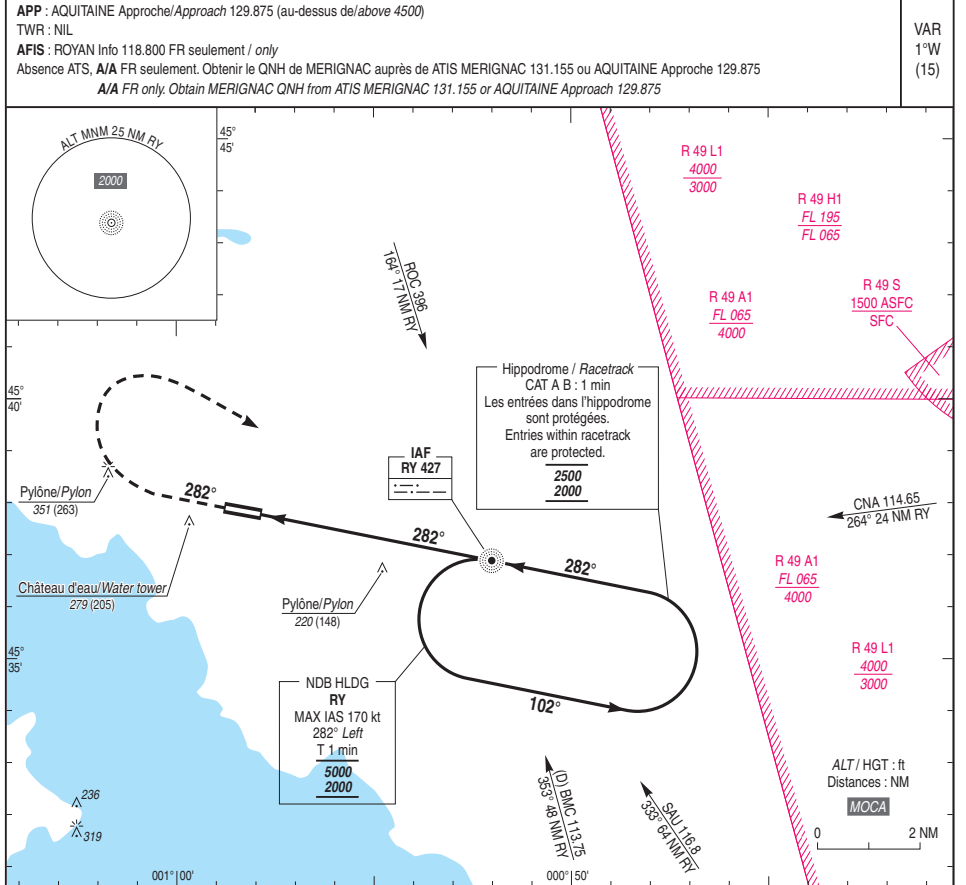 APP : AQUITAINE Approche/Approach 129.875 (au-dessus de/above 4500)
TWR : NIL
AFIS : ROYAN Info 118.800 FR seulement / only
Absence ATS, A/A FR seulement. Obtenir le QNH de MERIGNAC auprès de ATIS MERIGNAC 131.155 ou AQUITAINE Approche 129.875
A/A FR only. Obtain MERIGNAC QNH from ATIS MERIGNAC 131.155 or AQUITAINE Approach 129.875
VAR
1°W
(15)
ALT MNM 25 NM RY
2000
45°
45'
R 49 L1
4000
3000
R 49 H1
FL 195
FL 065
R 49 A1
FL 065
4000
R 49 S
1500 ASFC
SFC
ROC 396
164° 17 NM RY
45°
40'
Hippodrome / Racetrack
CAT A B : 1 min
Les entrées dans l'hippodrome
sont protégées.
Entries within racetrack
are protected.
2500
2000
IAF
RY 427
Pylône/Pylon
351 (263)
282°
282°
282°
CNA 114.65
264° 24 NM RY
Château d'eau/Water tower
279 (205)
Pylône/Pylon
220 (148)
R 49 A1
FL 065
4000
45°
35'
R 49 L1
4000
3000
NDB HLDG
RY
MAX IAS 170 kt
282° Left
T 1 min
5000
2000
102°
(D) BMC 113.75
353° 48 NM RY
SAU 116.8
333° 64 NM RY
236
319
ALT / HGT : ft
Distances : NM
MOCA
0 2 NM
001° 00'
000° 50'